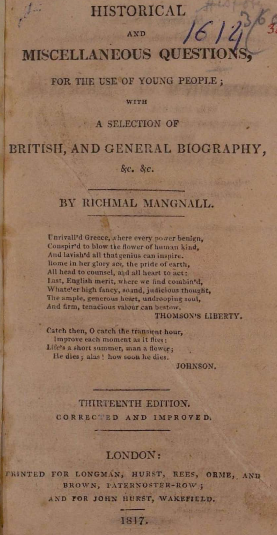 HISTORICAL
AND
MISCELLANEOUS QUESTIONS,
FOR THE USE OF YOUNG PEOPLE;
WITH
A SELECTION OF
BRITISH, AND GENERAL BIOGRAPHY,
&c. &c.
BY RICHMAL MANGNALL.
Unrivall'd Greece, where every power benign,
Conspir'd to blow the flower of human kind,
And lavish'd all that genius can inspire.
Rome in her glory see, the pride of earth,
All head to counsel, and all heart to act:
Last, English merit, where we find combin'd,
Whate'er high fancy, sound, judicious thought,
The ample, generous heart, undrooping soul,
And firm, tenacious valour can bestow.
THOMSON'S LIBERTY.
Catch then, O catch the transient hour,
Improve each moment as it flies:
Life's a short summer, man a flower;
He dies; alas! how soon he dies.
JOHNSON.
THIRTEENTH EDITION.
CORRECTED AND IMPROVED.
LONDON:
PRINTED FOR LONGMAN, HURST, REES, ORME, AND
BROWN, PATERNOSTER-ROW;
AND FOR JOHN HURST, WAKEFIELD.
1817.